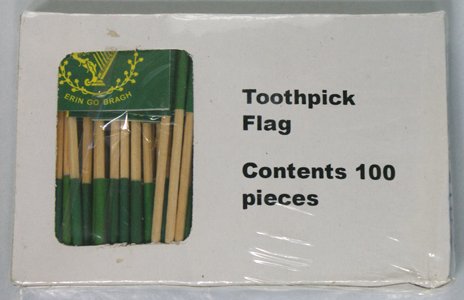 ERIN GO BRAGH
Toothpick
Flag
Contents 100
pieces